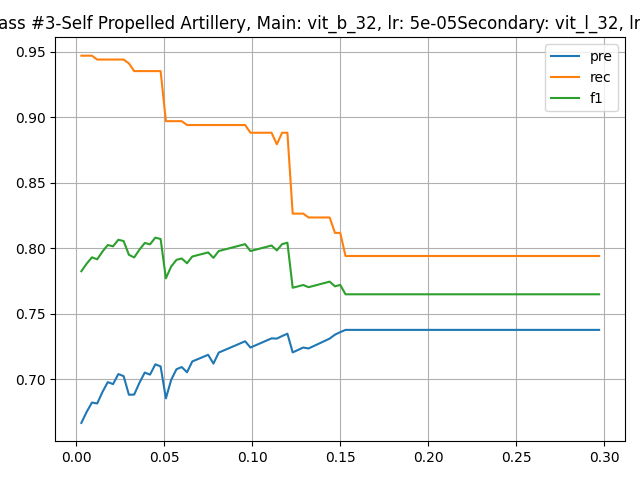 ass #3-Self Propelled Artillery, Main: vit_b_32, lr: 5e-05Secondary: vit_l_32, lr
pre
rec
f1
0.95
0.90
0.85
0.80
0.75
0.70
0.00 0.05 0.10 0.15 0.20 0.25 0.30